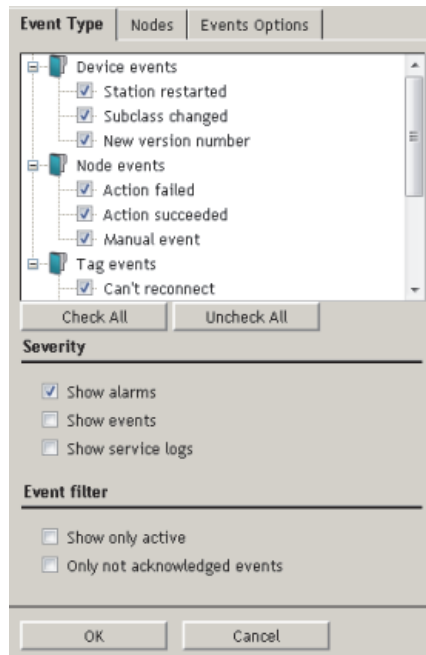 Event Type Nodes Events Options
Device events
Station restarted
Subclass changed
New version number
Node events
Action failed
Action succeeded
Manual event
Tag events
Can't reconnect
Check All Uncheck All
Severity
Show alarms
Show events
Show service logs
Event filter
Show only active
Only not acknowledged events
OK Cancel